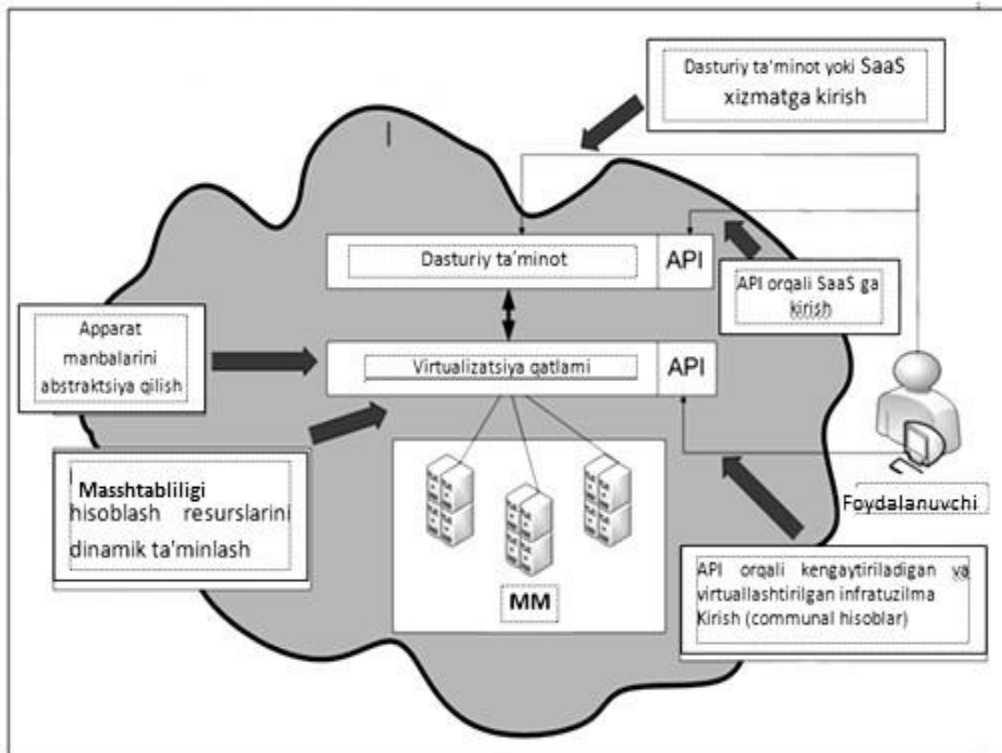 Dasturiy ta'minot yoki SaaS
xizmatga kirish
Dasturiy ta'minot
API
API orqali SaaS ga
kirish
Apparat
manbalarini
abstraktsiya qilish
Virtualizatsiya qatlami
API
Masshtabliligi
hisoblash resurslarini
dinamik ta'minlash
Foydalanuvchi
MM
API orqali kengaytiriladigan va
virtuallashtirilgan infratuzilma
Kirish (communal hisoblar)